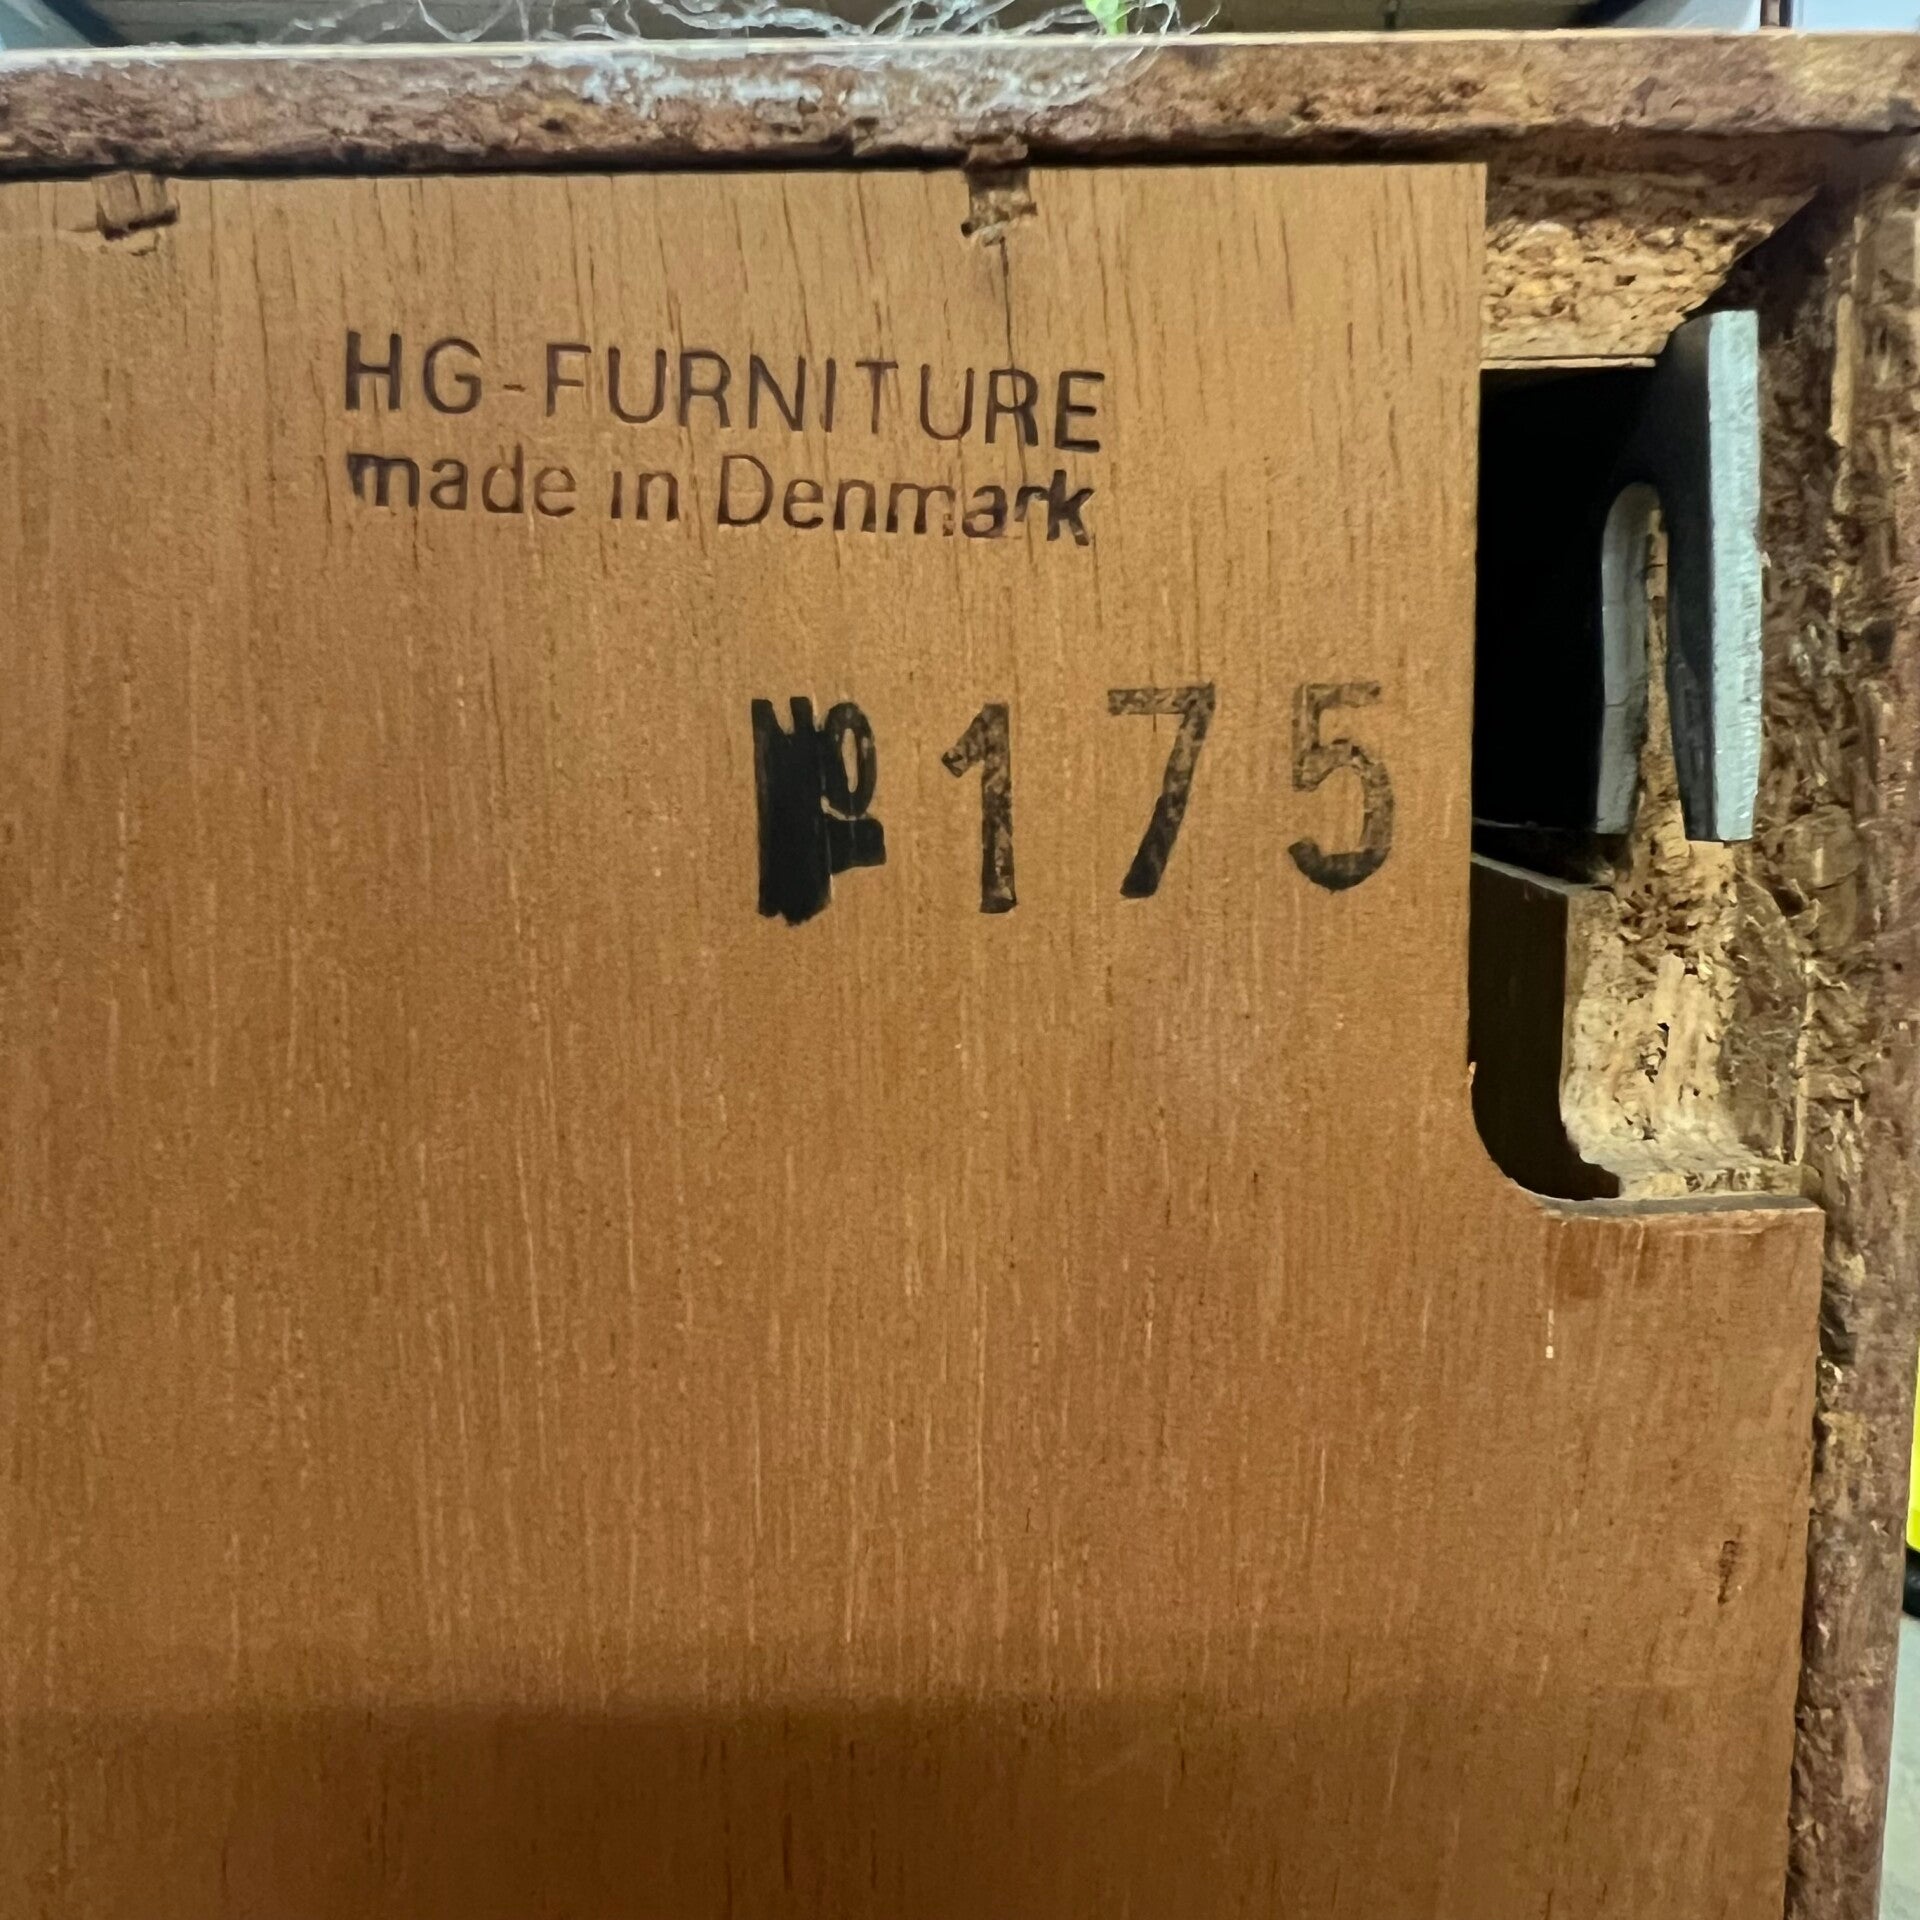 HG-FURNITURE
made in Denmark
№ 175